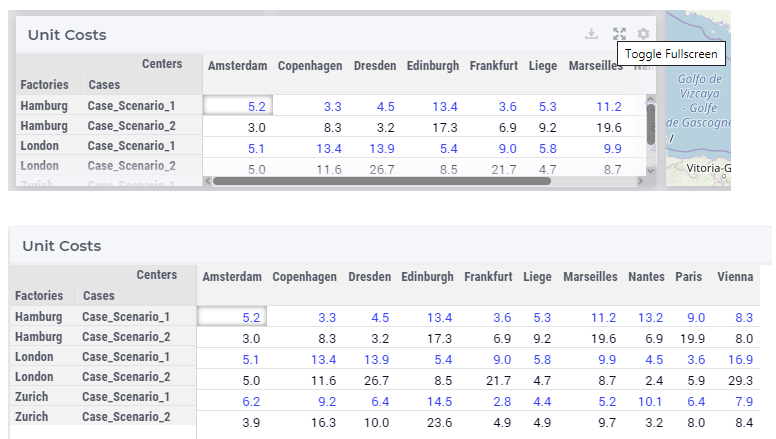 Unit Costs
Toggle Fullscreen
Centers Amsterdam Copenhagen Dresden Edinburgh Frankfurt Liege Marseilles
Factories Cases
Hamburg Case_Scenario_1 5.2 3.3 4.5 13.4 3.6 5.3 11.2
Hamburg Case_Scenario_2 3.0 8.3 3.2 17.3 6.9 9.2 19.6
London Case_Scenario_1 5.1 13.4 13.9 5.4 9.0 5.8 9.9
London Case_Scenario_2 5.0 11.6 26.7 8.5 21.7 4.7 8.7
Zurich Case_Scenario_1
Golfo de
Vizcaya
- Golfe
de Gascogne
/
Vitoria-G
Unit Costs
Centers Amsterdam Copenhagen Dresden Edinburgh Frankfurt Liege Marseilles Nantes Paris Vienna
Factories Cases
Hamburg Case_Scenario_1 5.2 3.3 4.5 13.4 3.6 5.3 11.2 13.2 9.0 8.3
Hamburg Case_Scenario_2 3.0 8.3 3.2 17.3 6.9 9.2 19.6 6.9 19.9 8.0
London Case_Scenario_1 5.1 13.4 13.9 5.4 9.0 5.8 9.9 4.5 3.6 16.9
London Case_Scenario_2 5.0 11.6 26.7 8.5 21.7 4.7 8.7 2.4 5.9 29.3
Zurich Case_Scenario_1 6.2 9.2 6.4 14.5 2.8 4.4 5.2 10.1 6.4 7.9
Zurich Case_Scenario_2 3.9 16.3 10.0 23.6 4.9 4.9 9.7 3.2 8.0 8.4